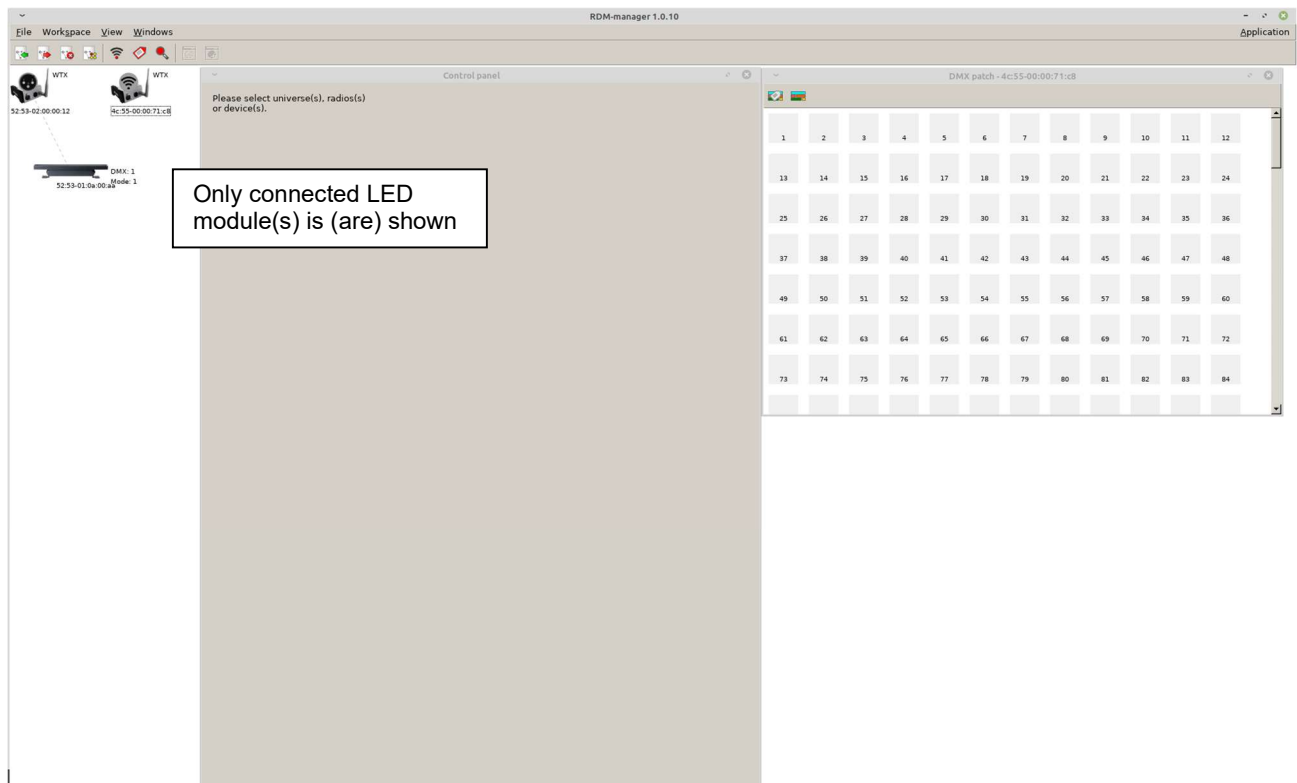 RDM-manager 1.0.10
File Workspace View Windows Application
WTX WTX
52:53-02:00:00:12 4c:55-00:00:71:c8
DMX: 1
Mode: 1
52:53-01:0a:00:aa
Control panel
Please select universe(s), radios(s)
or device(s).
Only connected LED
module(s) is (are) shown
DMX patch - 4c:55-00:00:71:c8
1 2 3 4 5 6 7 8 9 10 11 12
13 14 15 16 17 18 19 20 21 22 23 24
25 26 27 28 29 30 31 32 33 34 35 36
37 38 39 40 41 42 43 44 45 46 47 48
49 50 51 52 53 54 55 56 57 58 59 60
61 62 63 64 65 66 67 68 69 70 71 72
73 74 75 76 77 78 79 80 81 82 83 84